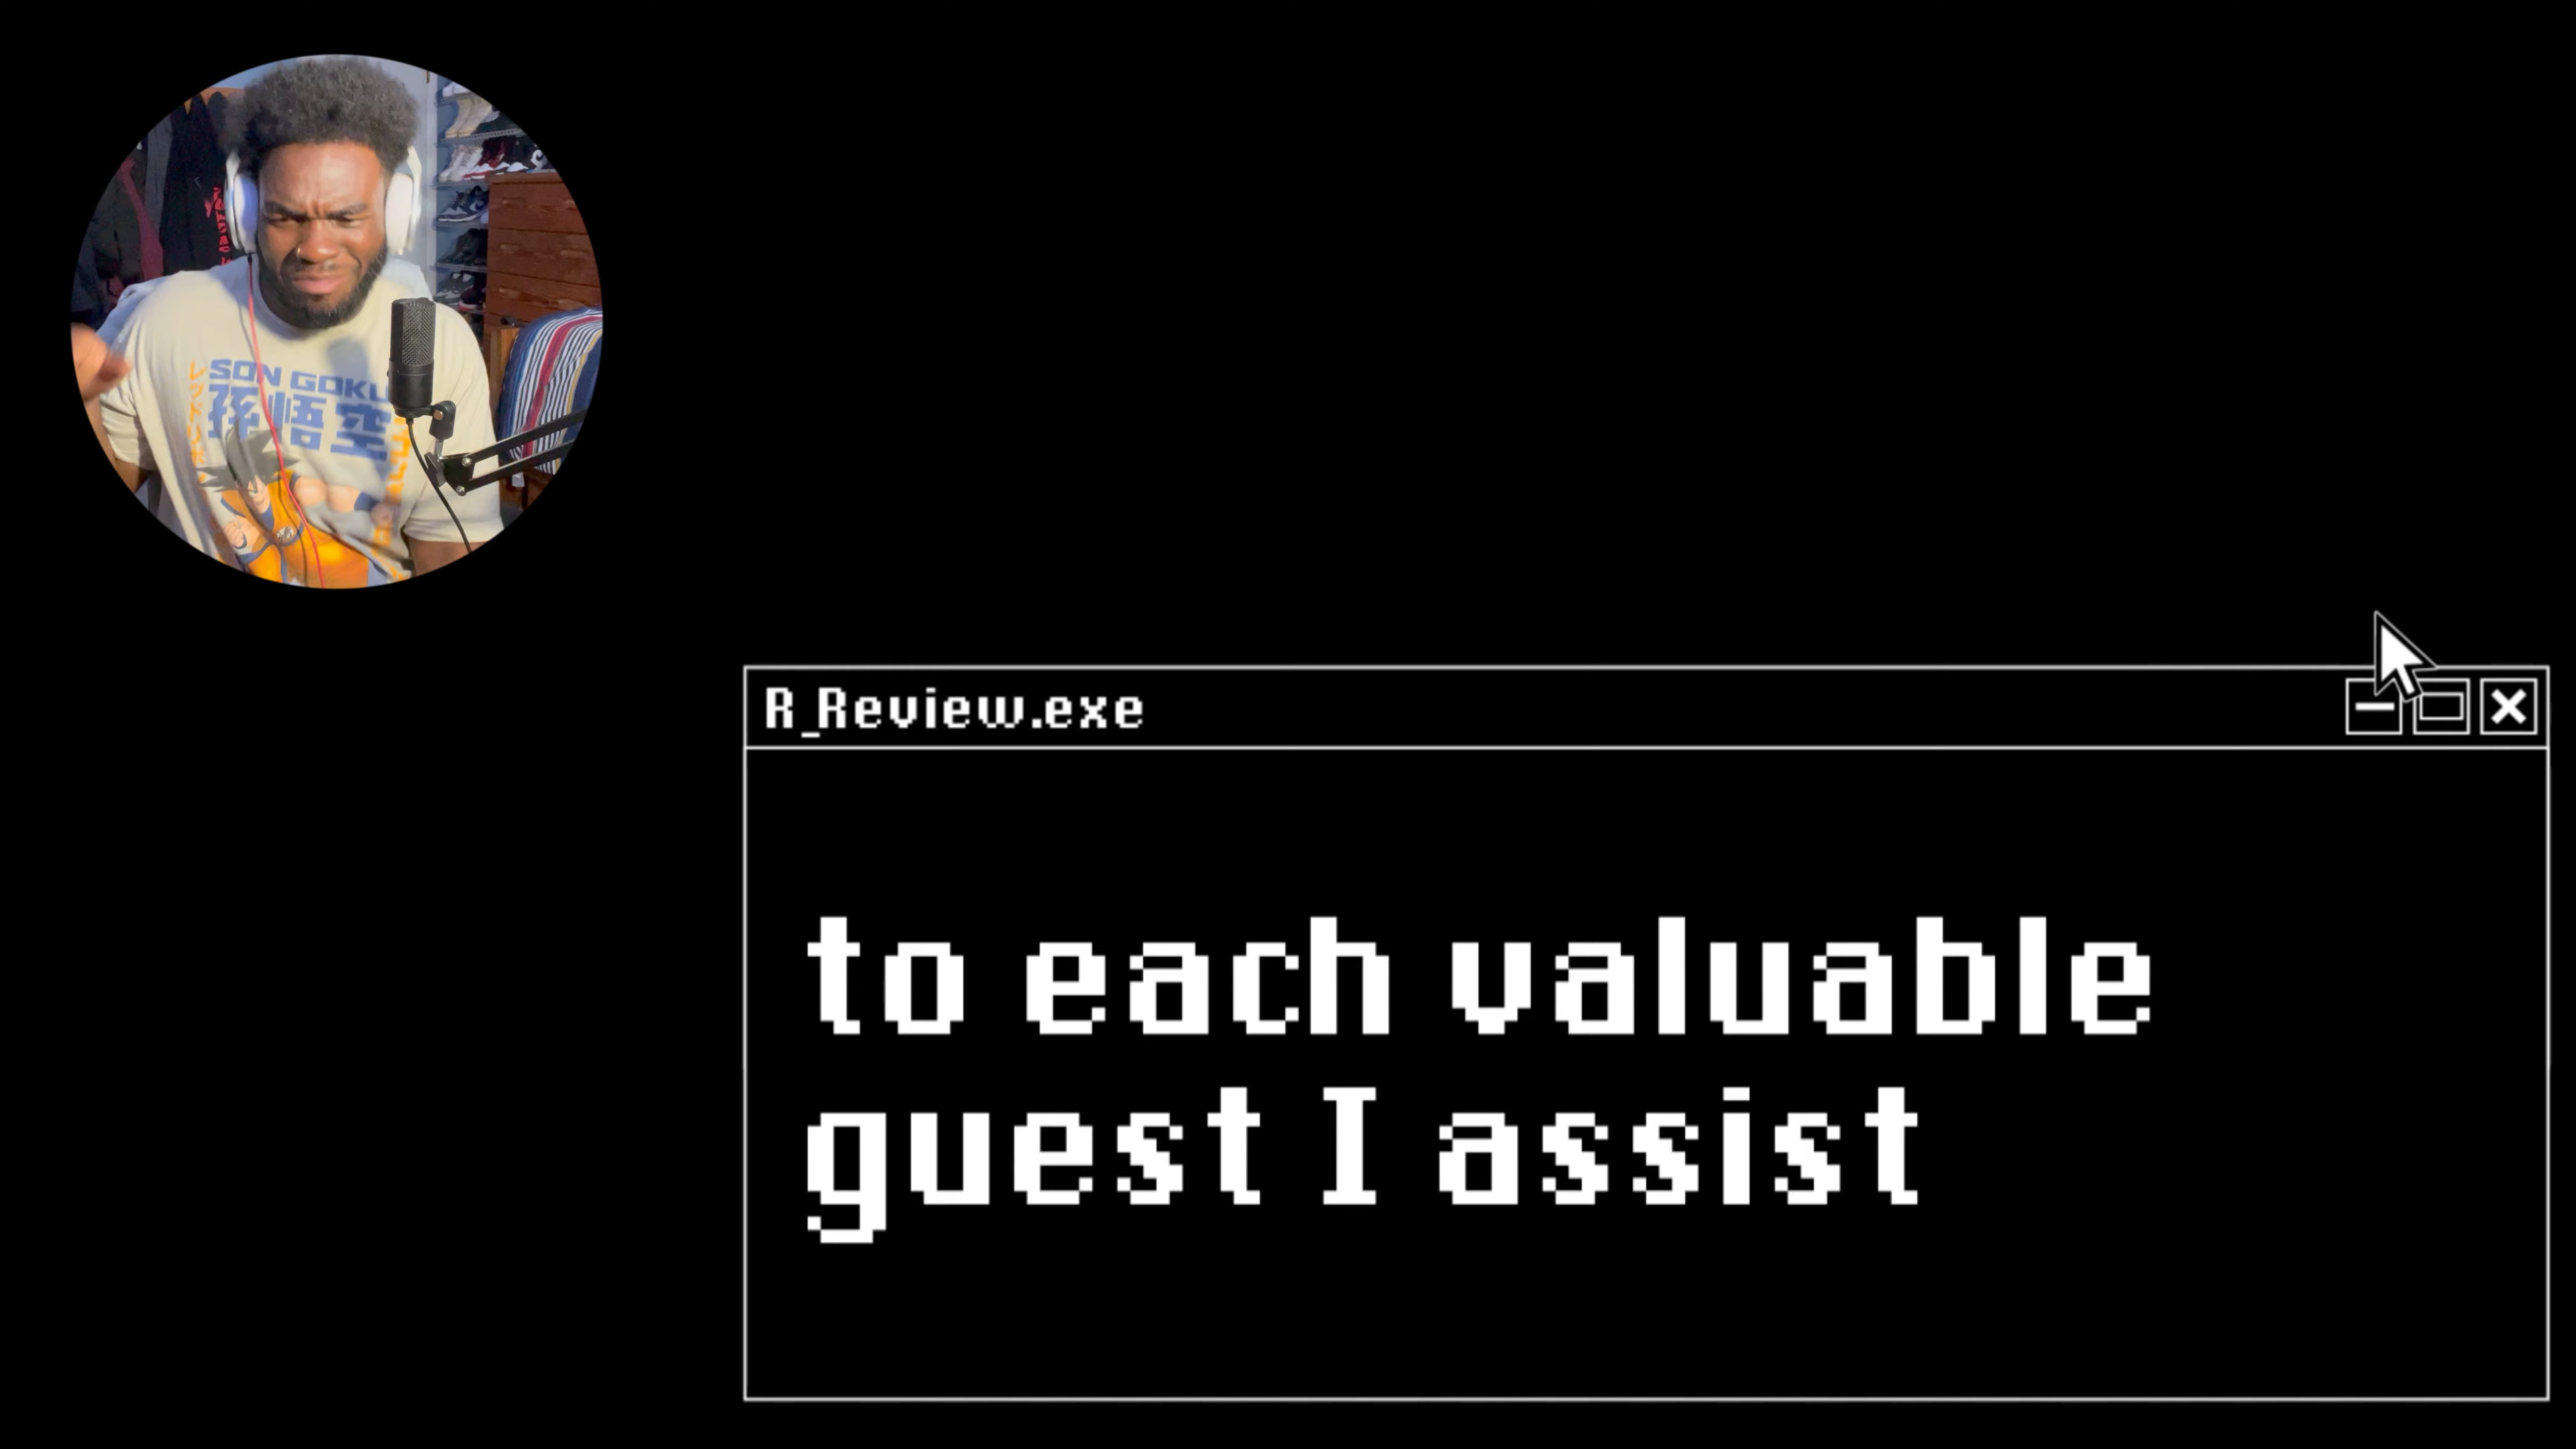 SON GOKU
孫悟空
R_Review.exe
to each valuable
guest I assist